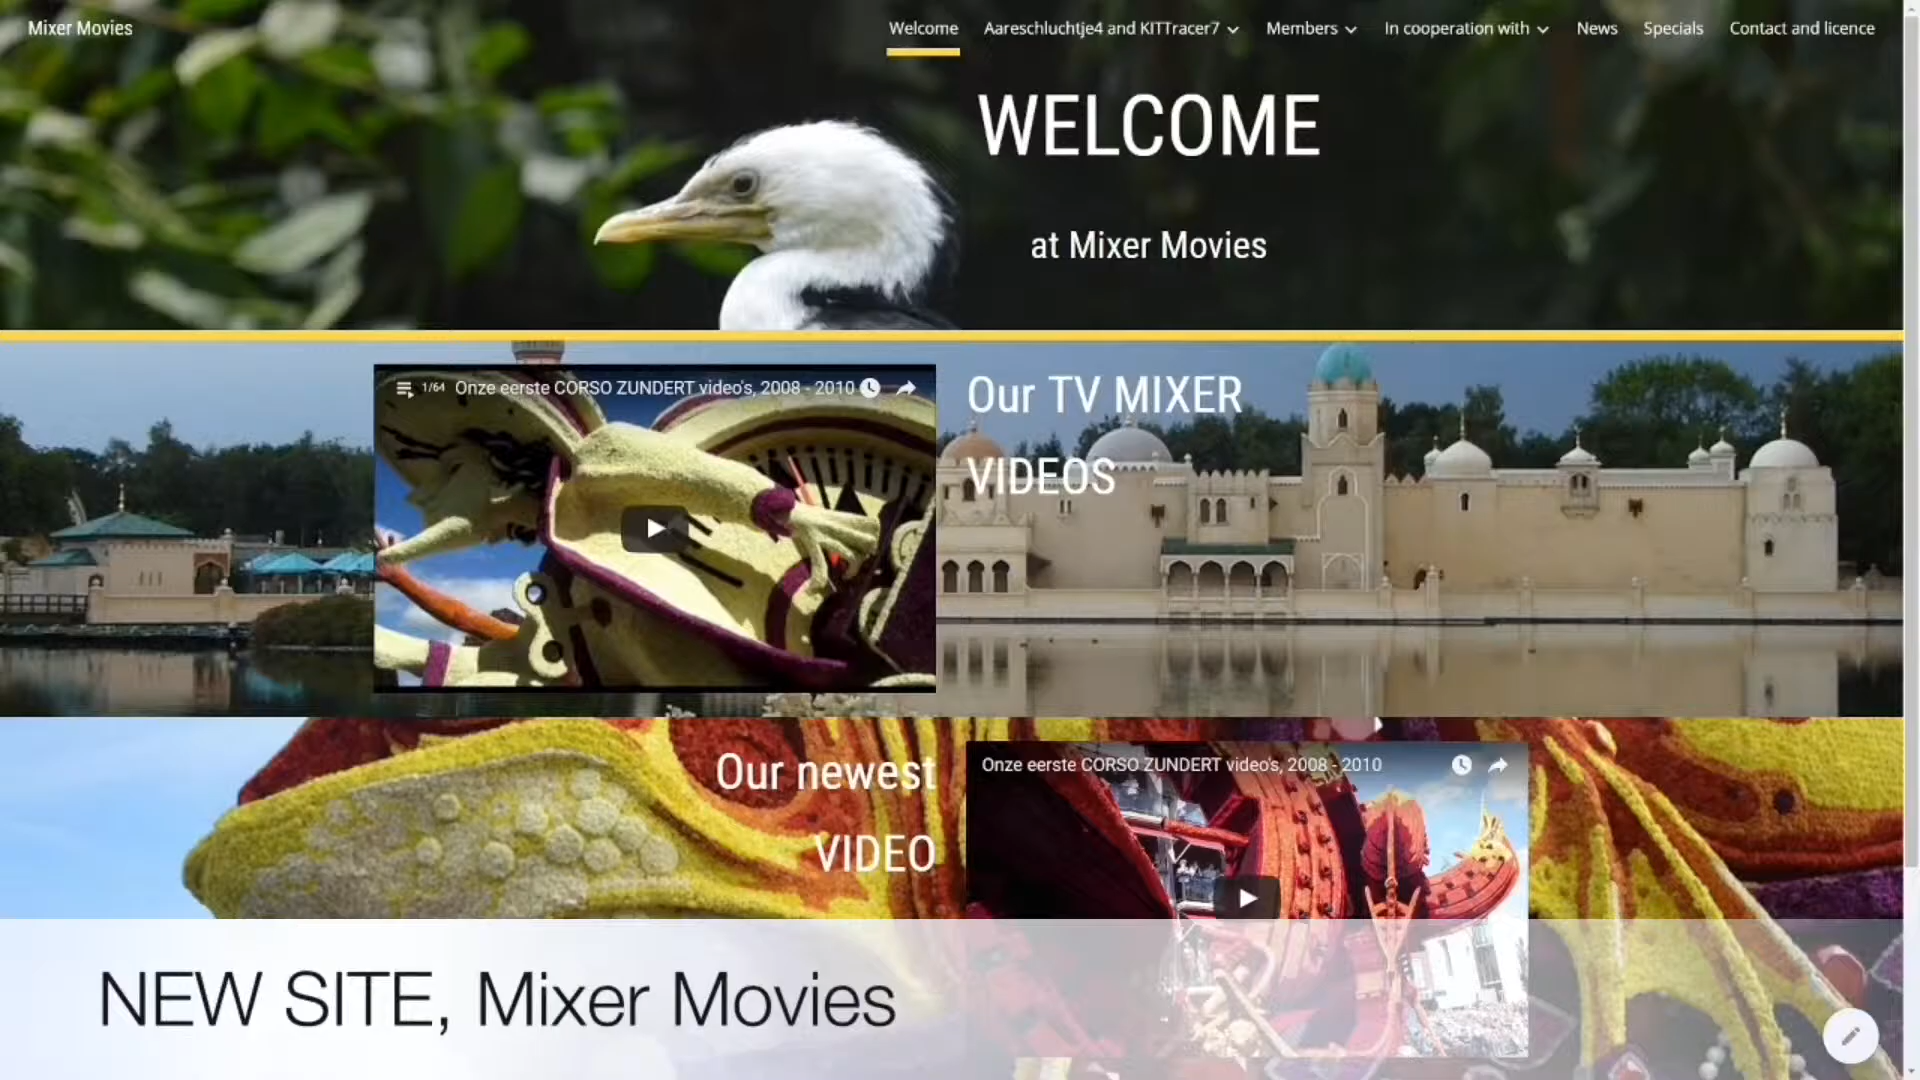 Mixer Movies
Welcome
Aareschluchtje4 and KITTracer7
Members
In cooperation with
News
Specials
Contact and licence
WELCOME
at Mixer Movies
1/64 Onze eerste CORSO ZUNDERT video's, 2008 - 2010
Our TV MIXER
VIDEOS
Our newest
VIDEO
Onze eerste CORSO ZUNDERT video's, 2008 - 2010
NEW SITE, Mixer Movies